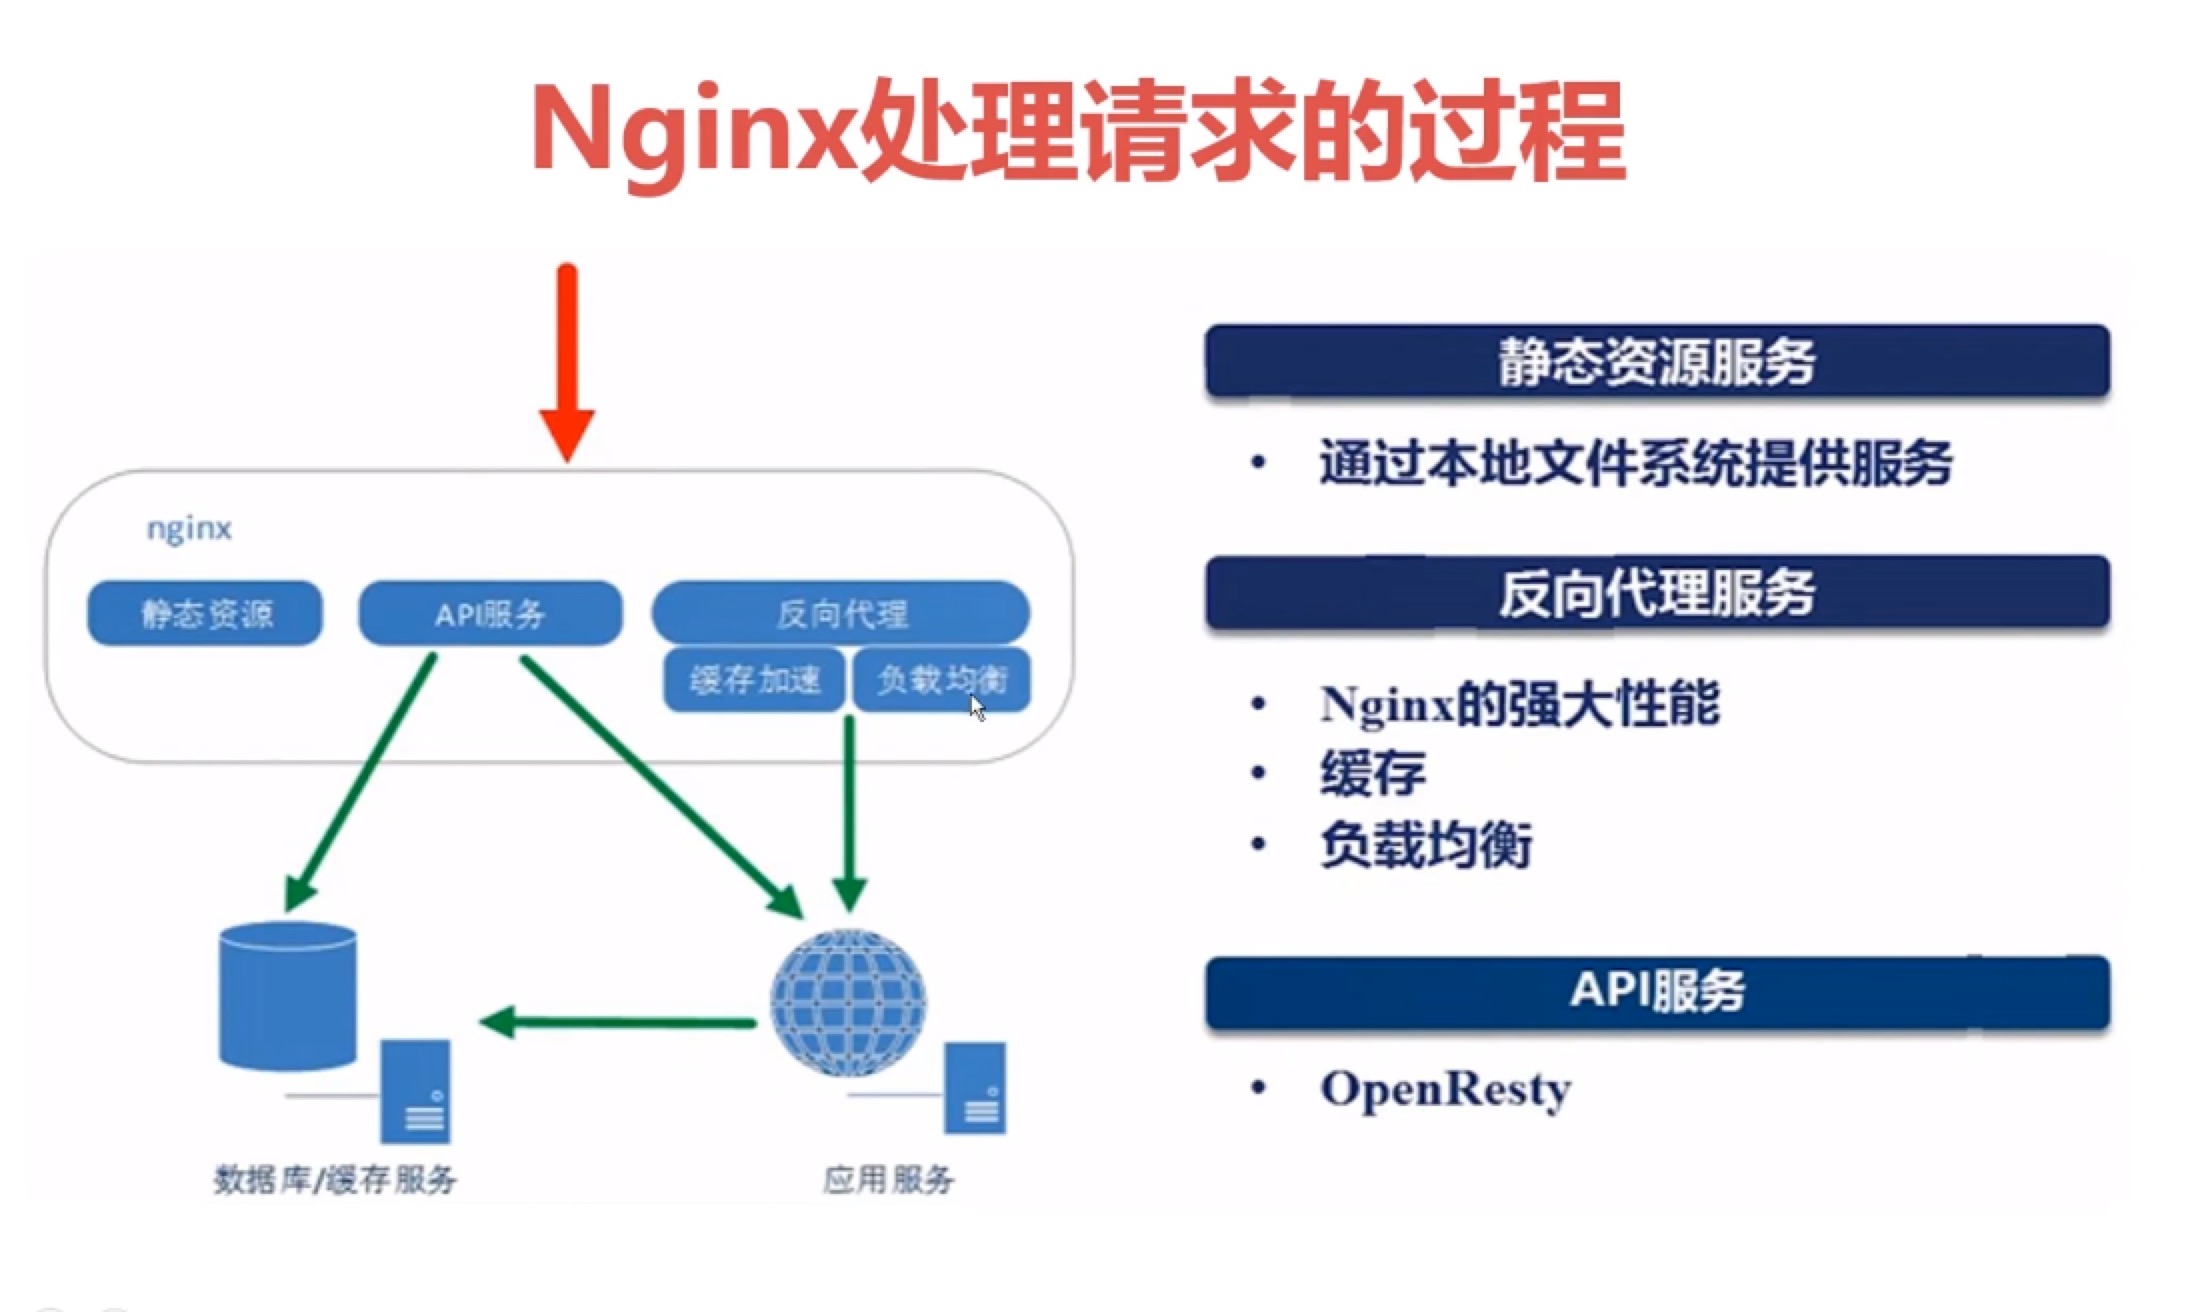 Nginx处理请求的过程
nginx
静态资源
API服务
反向代理
缓存加速
负载均衡
数据库/缓存服务
应用服务
静态资源服务
• 通过本地文件系统提供服务
反向代理服务
• Nginx的强大性能
• 缓存
• 负载均衡
API服务
• OpenResty